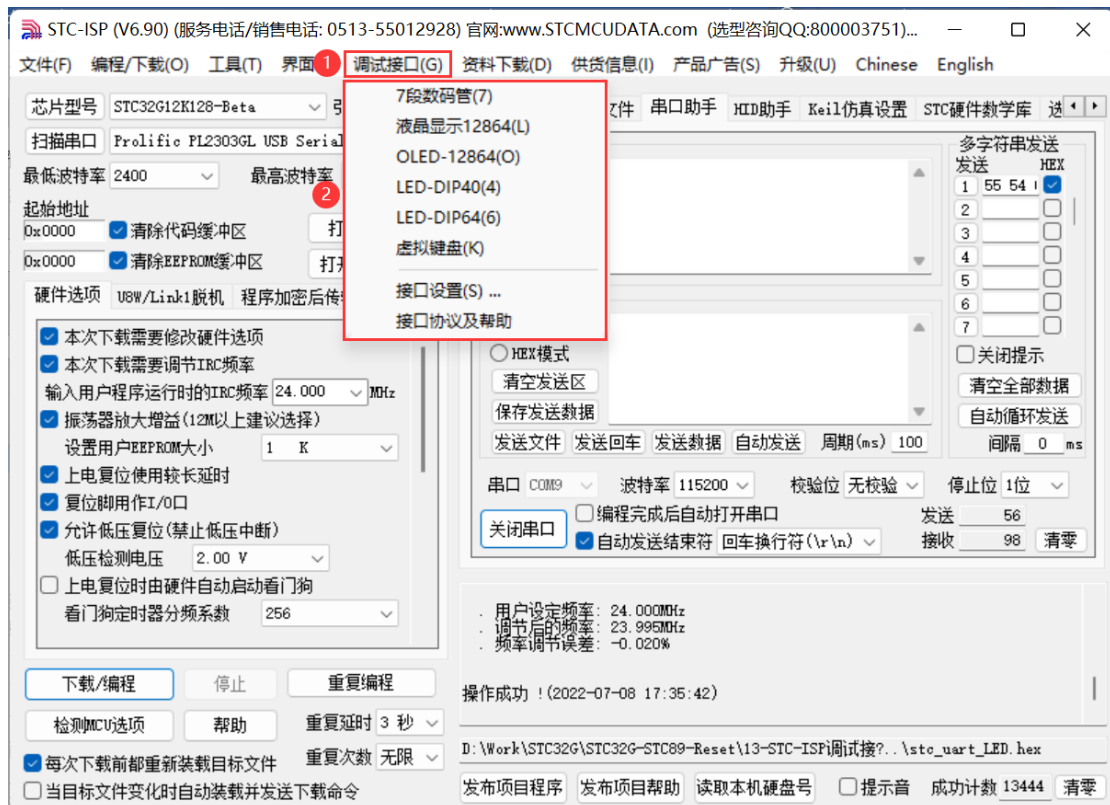 STC-ISP (V6.90) (服务电话/销售电话: 0513-55012928) 官网:www.STCMCUDATA.com (选型咨询QQ:800003751)...
文件(F) 编程/下载(O) 工具(T) 界面 1 调试接口(G) 资料下载(D) 供货信息(I) 产品广告(S) 升级(U) Chinese English
芯片型号 STC32G12K128-Beta
扫描串口 Prolific PL2303GL USB Serial
最低波特率 2400 最高波特率
起始地址
0x0000 清除代码缓冲区
0x0000 清除EEPROM缓冲区
2
7段数码管(7)
液晶显示12864(L)
OLED-12864(O)
LED-DIP40(4)
LED-DIP64(6)
虚拟键盘(K)
接口设置(S) ...
接口协议及帮助
硬件选项 U8W/Link1脱机 程序加密后传
本次下载需要修改硬件选项
本次下载需要调节IRC频率
输入用户程序运行时的IRC频率 24.000 MHz
振荡器放大增益(12M以上建议选择)
设置用户EEPROM大小 1 K
上电复位使用较长延时
复位脚用作I/O口
允许低压复位(禁止低压中断)
低压检测电压 2.00 V
上电复位时由硬件自动启动看门狗
看门狗定时器分频系数 256
下载/编程 停止 重复编程
检测MCU选项 帮助 重复延时 3 秒
每次下载前都重新装载目标文件 重复次数 无限
当目标文件变化时自动装载并发送下载命令
文件 串口助手 HID助手 Keil仿真设置 STC硬件数学库 选
多字符串发送
发送 HEX
1 55 54
2
3
4
5
6
7
关闭提示
清空全部数据
自动循环发送
间隔 0 ms
HEX模式
清空发送区
保存发送数据
发送文件 发送回车 发送数据 自动发送 周期(ms) 100
串口 COM9 波特率 115200 校验位 无校验 停止位 1位
关闭串口 编程完成后自动打开串口 发送 56
自动发送结束符 回车换行符(\r\n) 接收 98 清零
. 用户设定频率: 24.000MHz
. 调节后的频率: 23.995MHz
. 频率调节误差: -0.020%
操作成功 !(2022-07-08 17:35:42)
D:\Work\STC32G\STC32G-STC89-Reset\13-STC-ISP调试接?..\stc_uart_LED.hex
发布项目程序 发布项目帮助 读取本机硬盘号 提示音 成功计数 13444 清零